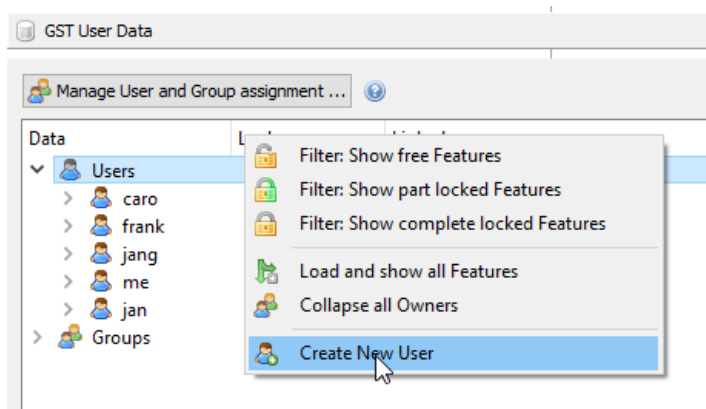 GST User Data
Manage User and Group assignment ...
Data
Users
caro
frank
jang
me
jan
Groups
Filter: Show free Features
Filter: Show part locked Features
Filter: Show complete locked Features
Load and show all Features
Collapse all Owners
Create New User